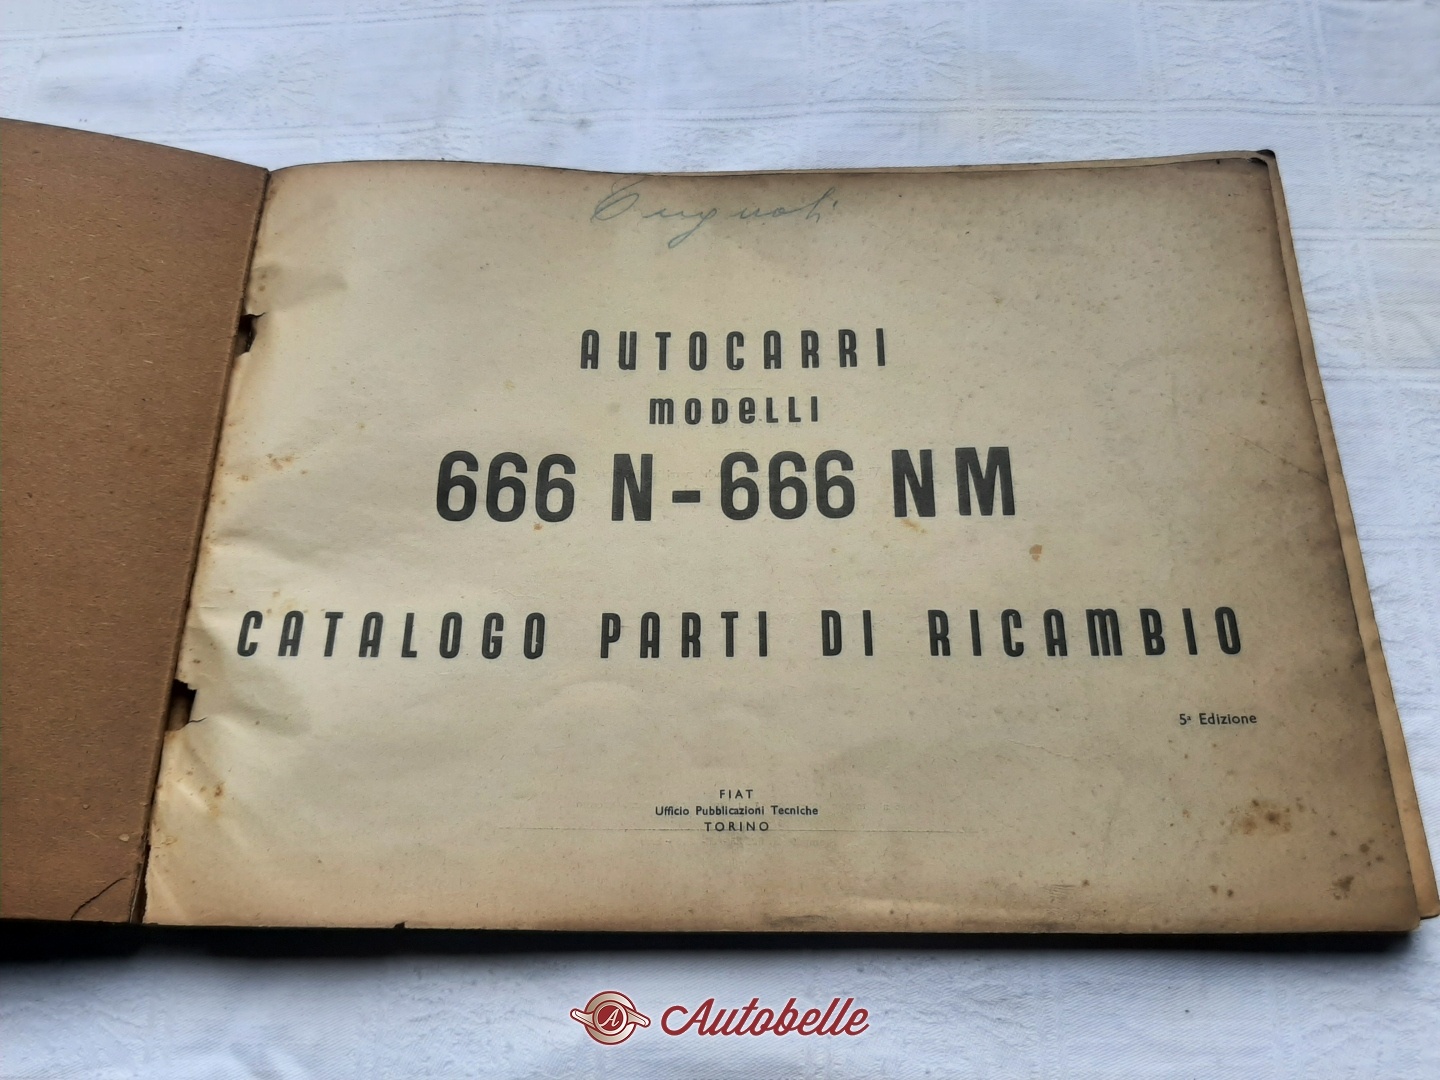 AUTOCARRI
MODELLI
666 N - 666 NM
CATALOGO PARTI DI RICAMBIO
5ª Edizione
FIAT
Ufficio Pubblicazioni Tecniche
TORINO
A Autobelle